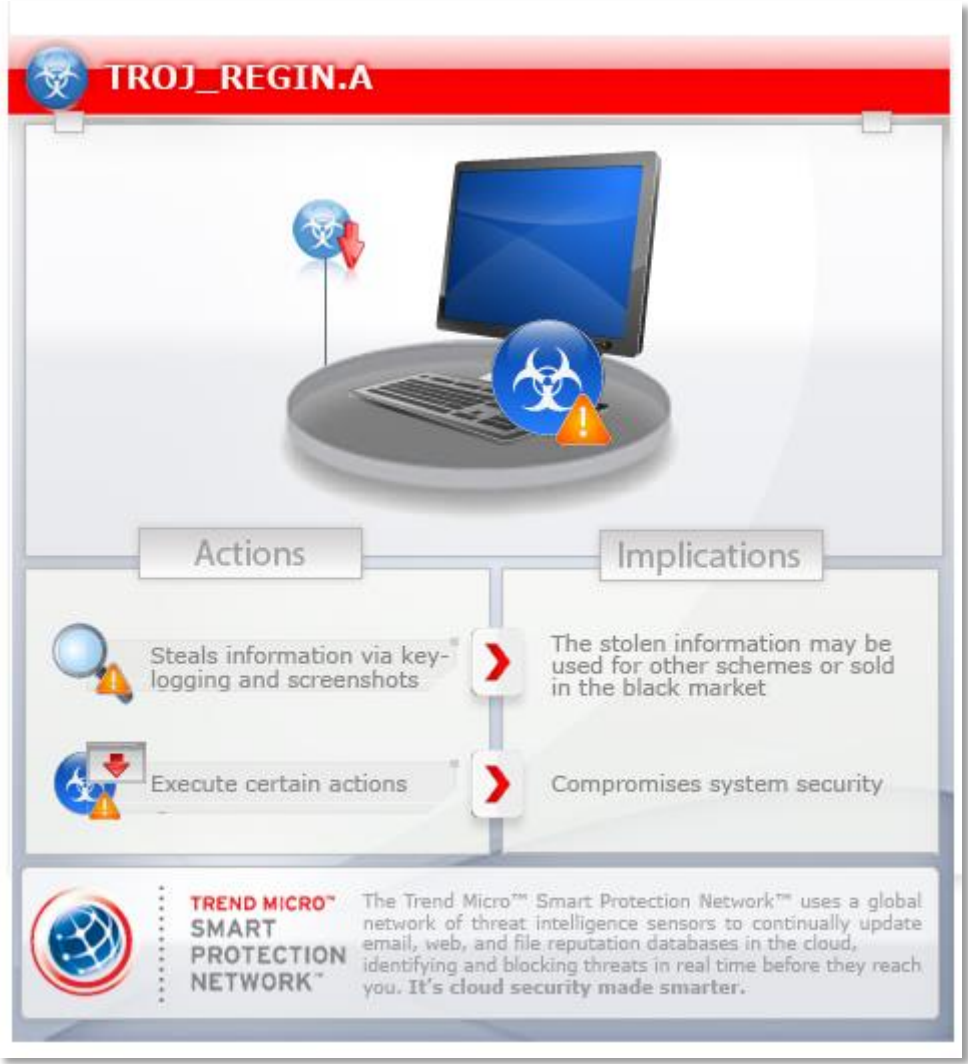 TROJ_REGIN.A
Actions
Implications
Steals information via key-
logging and screenshots
The stolen information may be
used for other schemes or sold
in the black market
Execute certain actions
Compromises system security
TREND MICRO™
SMART
PROTECTION
NETWORK™
The Trend Micro™ Smart Protection Network™ uses a global
network of threat intelligence sensors to continually update
email, web, and file reputation databases in the cloud,
identifying and blocking threats in real time before they reach
you. It's cloud security made smarter.